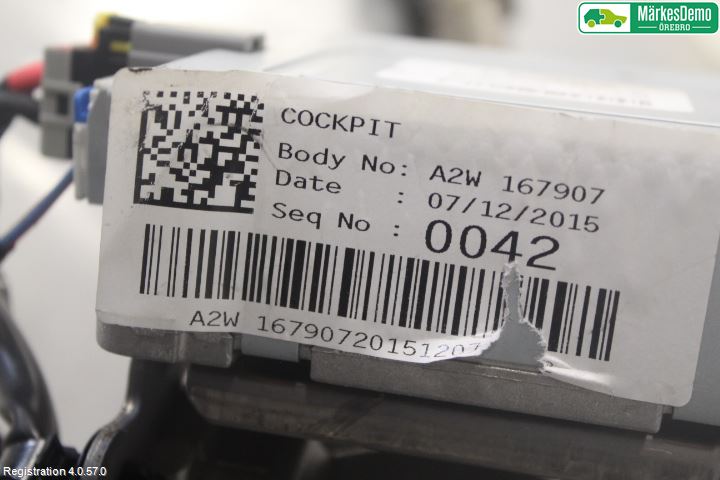 MärkesDemo
ÖREBRO
COCKPIT
Body No: A2W 167907
Date : 07/12/2015
Seq No : 0042
A2W 16790720151207
Registration 4.0.57.0